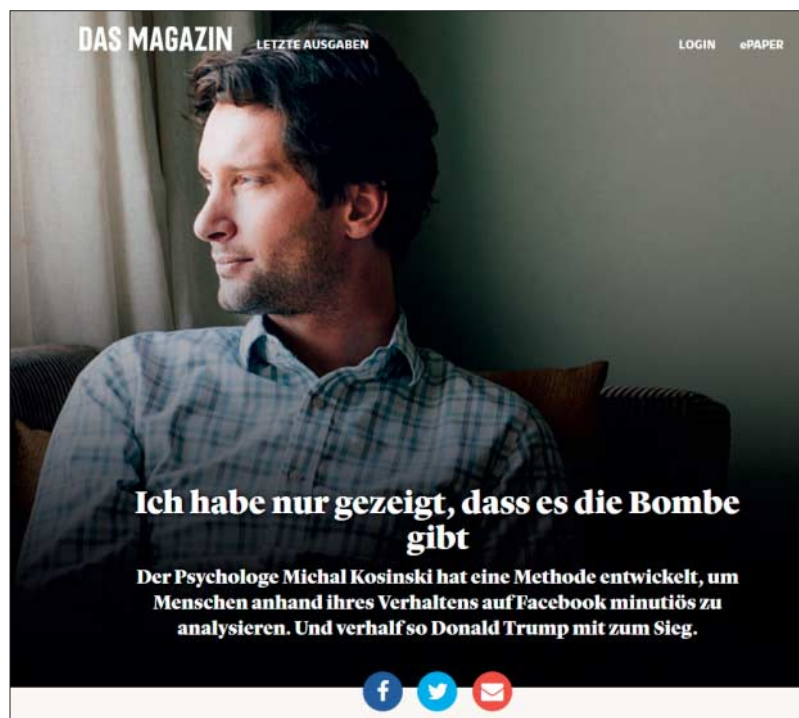 DAS MAGAZIN LETZTE AUSGABEN LOGIN ePAPER
Ich habe nur gezeigt, dass es die Bombe
gibt
Der Psychologe Michal Kosinski hat eine Methode entwickelt, um
Menschen anhand ihres Verhaltens auf Facebook minutiös zu
analysieren. Und verhalf so Donald Trump mit zum Sieg.